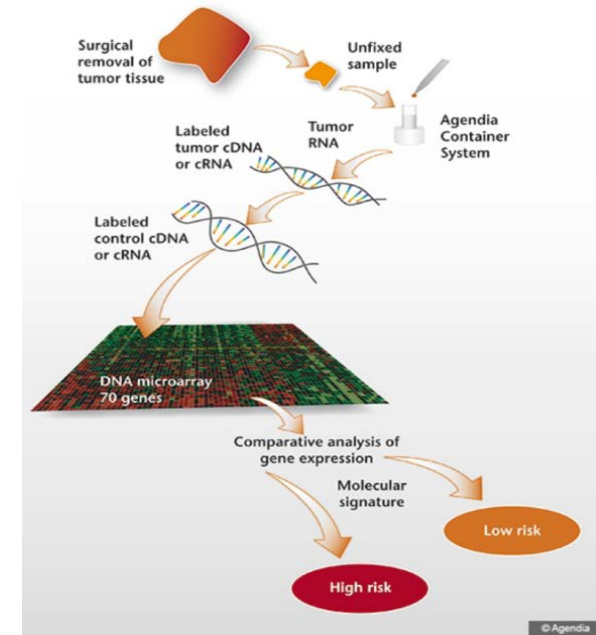 Surgical
removal of
tumor tissue
Unfixed
sample
Agendia
Container
System
Tumor
RNA
Labeled
tumor cDNA
or cRNA
Labeled
control cDNA
or cRNA
DNA microarray
70 genes
Comparative analysis of
gene expression
Molecular
signature
Low risk
High risk
© Agendia